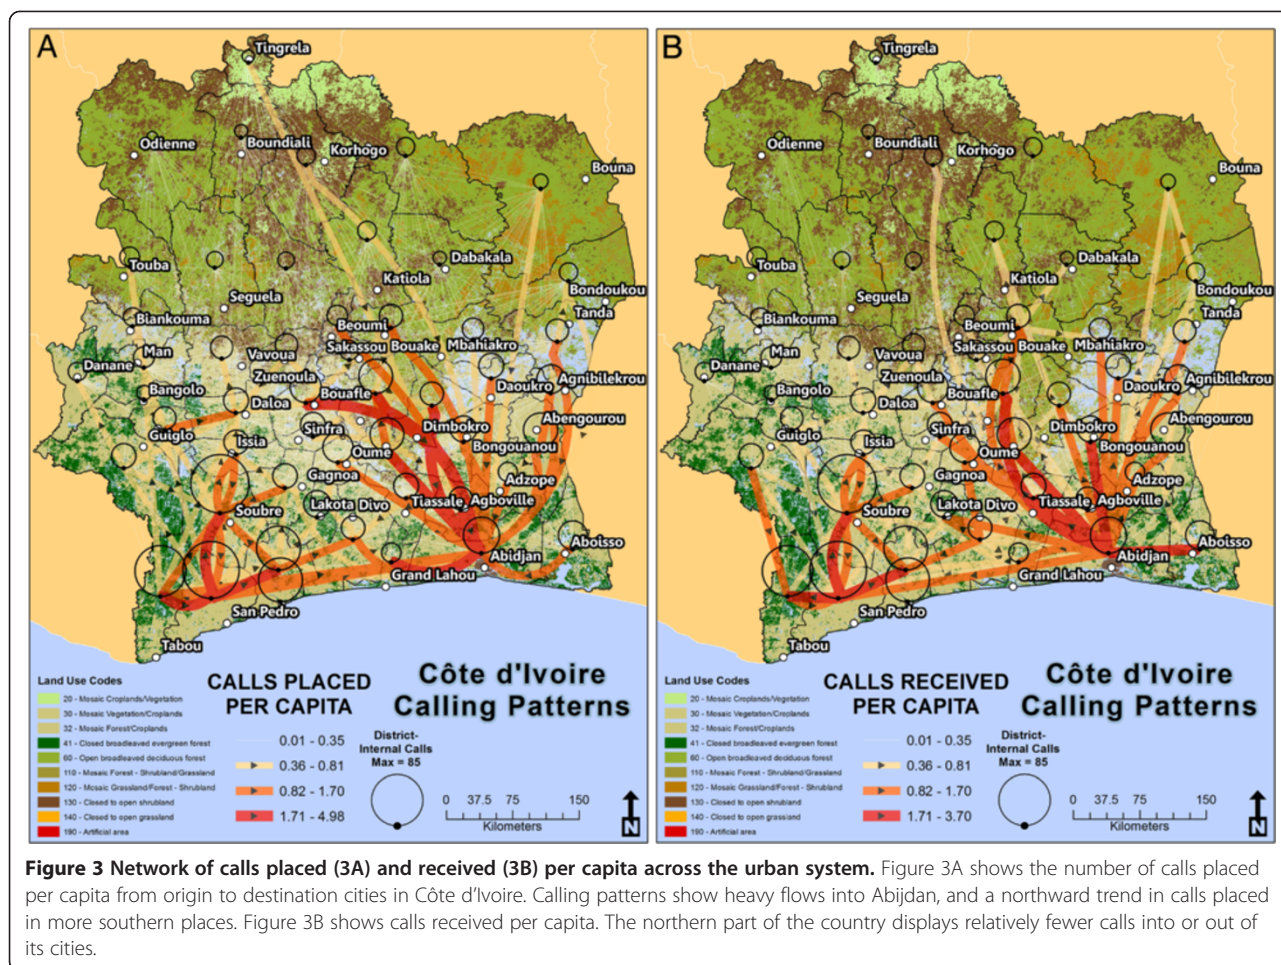 A
Tingrela
Odienne
Boundiali
Korhogo
Bouna
Touba
Dabakala
Katiola
Seguela
Bondoukou
Biankouma
Tanda
Beoumi
Man
Vavoua
Sakassou
Bouake
Mbahiakro
Danane
Zuenoula
Bangolo
Bouafle
Daoukro
Agnibilekrou
Daloa
Abengourou
Guiglo
Issia
Sinfra
Dimbokro
Oume
Bongouanou
Gagnoa
Adzope
Lakota
Divo
Tiassale
Agboville
Soubre
Aboisso
Abidjan
Grand Lahou
San Pedro
Tabou
Land Use Codes
20 - Mosaic Croplands/Vegetation
30 - Mosaic Vegetation/Croplands
32 - Mosaic Forest/Croplands
41 - Closed broadleaved evergreen forest
60 - Open broadleaved deciduous forest
110 - Mosaic Forest - Shrubland/Grassland
120 - Mosaic Grassland/Forest - Shrubland
130 - Closed to open shrubland
140 - Closed to open grassland
190 - Artificial area
CALLS PLACED
PER CAPITA
0.01 - 0.35
0.36 - 0.81
0.82 - 1.70
1.71 - 4.98
Côte d'Ivoire
Calling Patterns
District-
Internal Calls
Max = 85
0 37.5 75 150
Kilometers
N
B
Tingrela
Odienne
Boundiali
Korhogo
Bouna
Touba
Dabakala
Katiola
Seguela
Bondoukou
Biankouma
Tanda
Beoumi
Man
Vavoua
Sakassou
Bouake
Mbahiakro
Danane
Zuenoula
Bangolo
Bouafle
Daoukro
Agnibilekrou
Daloa
Abengourou
Guiglo
Issia
Sinfra
Dimbokro
Oume
Bongouanou
Gagnoa
Adzope
Lakota
Divo
Tiassale
Agboville
Soubre
Aboisso
Abidjan
Grand Lahou
San Pedro
Tabou
Land Use Codes
20 - Mosaic Croplands/Vegetation
30 - Mosaic Vegetation/Croplands
32 - Mosaic Forest/Croplands
41 - Closed broadleaved evergreen forest
60 - Open broadleaved deciduous forest
110 - Mosaic Forest - Shrubland/Grassland
120 - Mosaic Grassland/Forest - Shrubland
130 - Closed to open shrubland
140 - Closed to open grassland
190 - Artificial area
CALLS RECEIVED
PER CAPITA
0.01 - 0.35
0.36 - 0.81
0.82 - 1.70
1.71 - 3.70
Côte d'Ivoire
Calling Patterns
District-
Internal Calls
Max = 85
0 37.5 75 150
Kilometers
N
Figure 3 Network of calls placed (3A) and received (3B) per capita across the urban system. Figure 3A shows the number of calls placed
per capita from origin to destination cities in Côte d'Ivoire. Calling patterns show heavy flows into Abijdan, and a northward trend in calls placed
in more southern places. Figure 3B shows calls received per capita. The northern part of the country displays relatively fewer calls into or out of
its cities.